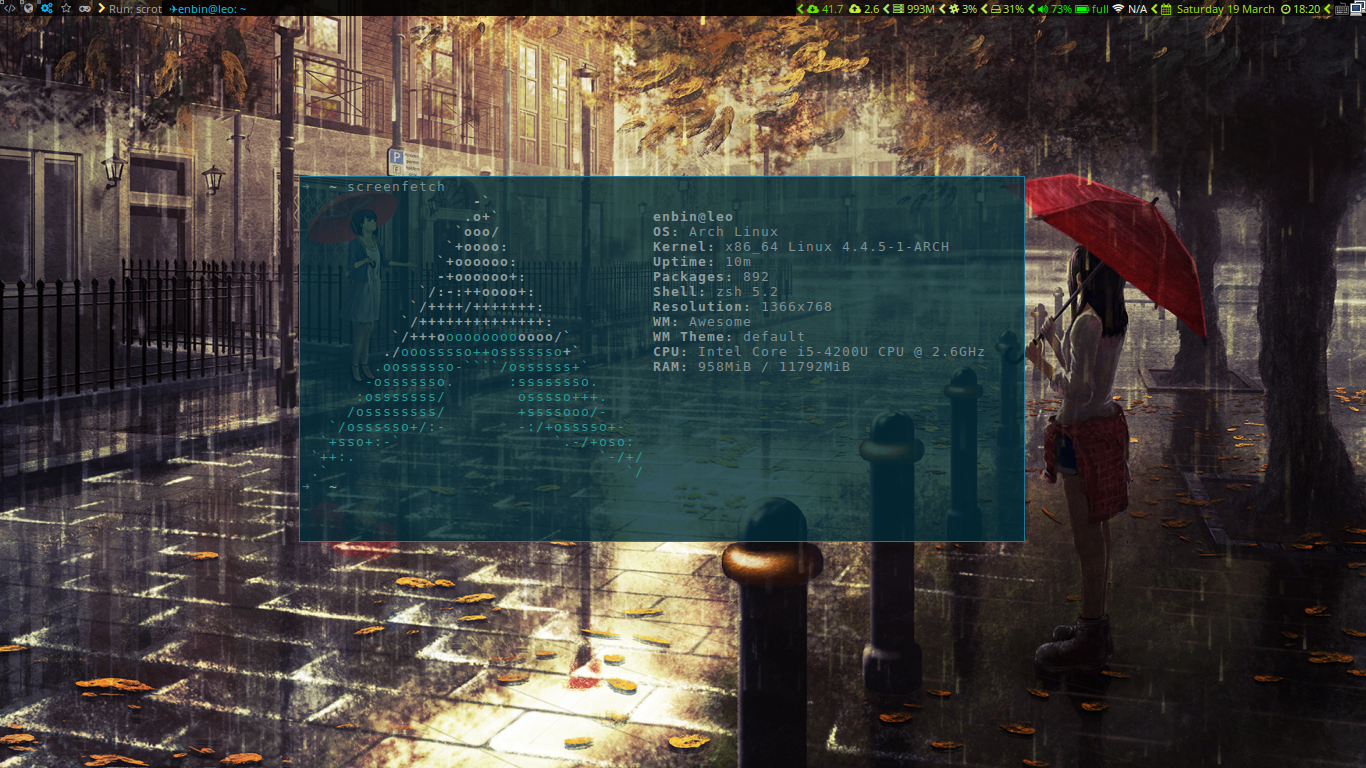 Run: scrot enbin@leo: ~ 41.7 2.6 993M 3% 31% 73% full N/A Saturday 19 March 18:20
P
~ screenfetch
-`
.o+` enbin@leo
`ooo/ OS: Arch Linux
`+oooo: Kernel: x86_64 Linux 4.4.5-1-ARCH
`+oooooo: Uptime: 10m
-+oooooo+: Packages: 892
`/:-:++oooo+: Shell: zsh 5.2
`/++++/+++++++: Resolution: 1366x768
`/++++++++++++++: WM: Awesome
`/+++ooooooooooooo/` WM Theme: default
./ooosssso++osssssso+` CPU: Intel Core i5-4200U CPU @ 2.6GHz
.oossssso-````/ossssss+` RAM: 958MiB / 11792MiB
-osssssso. :ssssssso.
:osssssss/ osssso+++.
/ossssssss/ +ssssooo/-
`/ossssso+/:- -:/+osssso+-
`+sso+:-` `.-/+oso:
`++:. `-/+/
.` `/
~